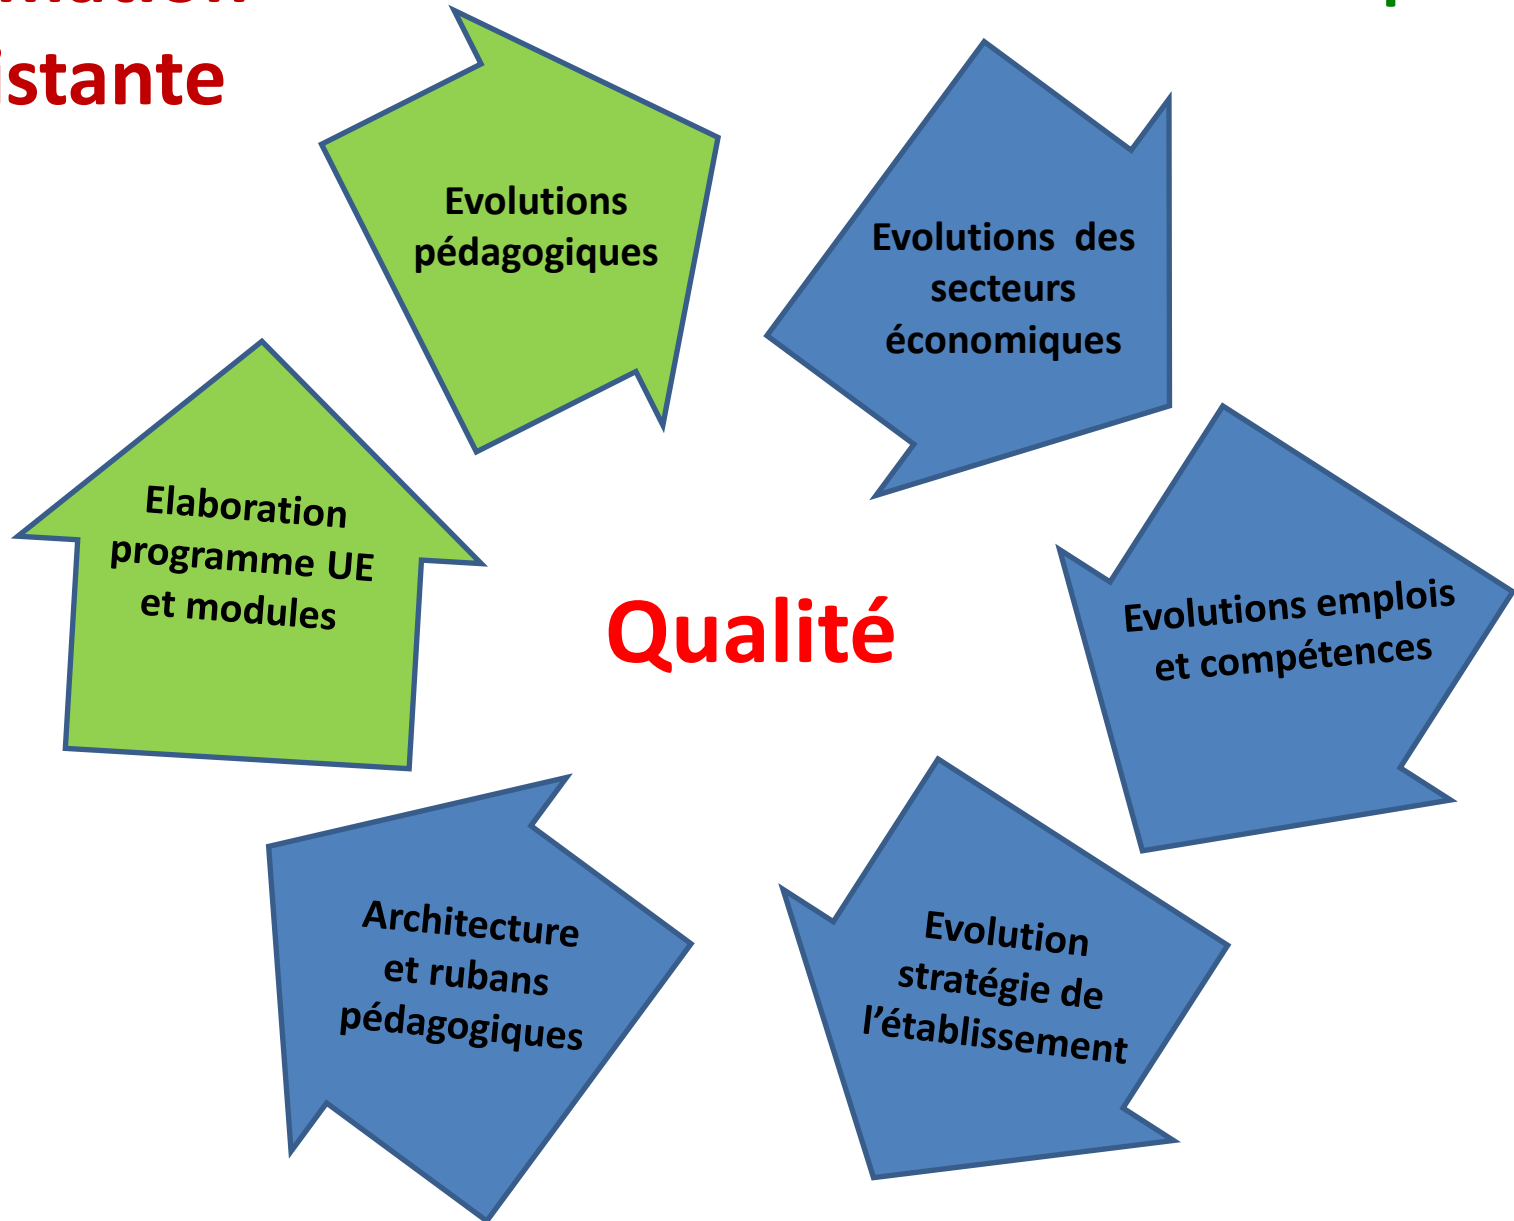 istante
Evolutions
pédagogiques
Evolutions des
secteurs
économiques
Evolutions emplois
et compétences
Evolution
stratégie de
l’établissement
Architecture
et rubans
pédagogiques
Elaboration
programme UE
et modules
Qualité